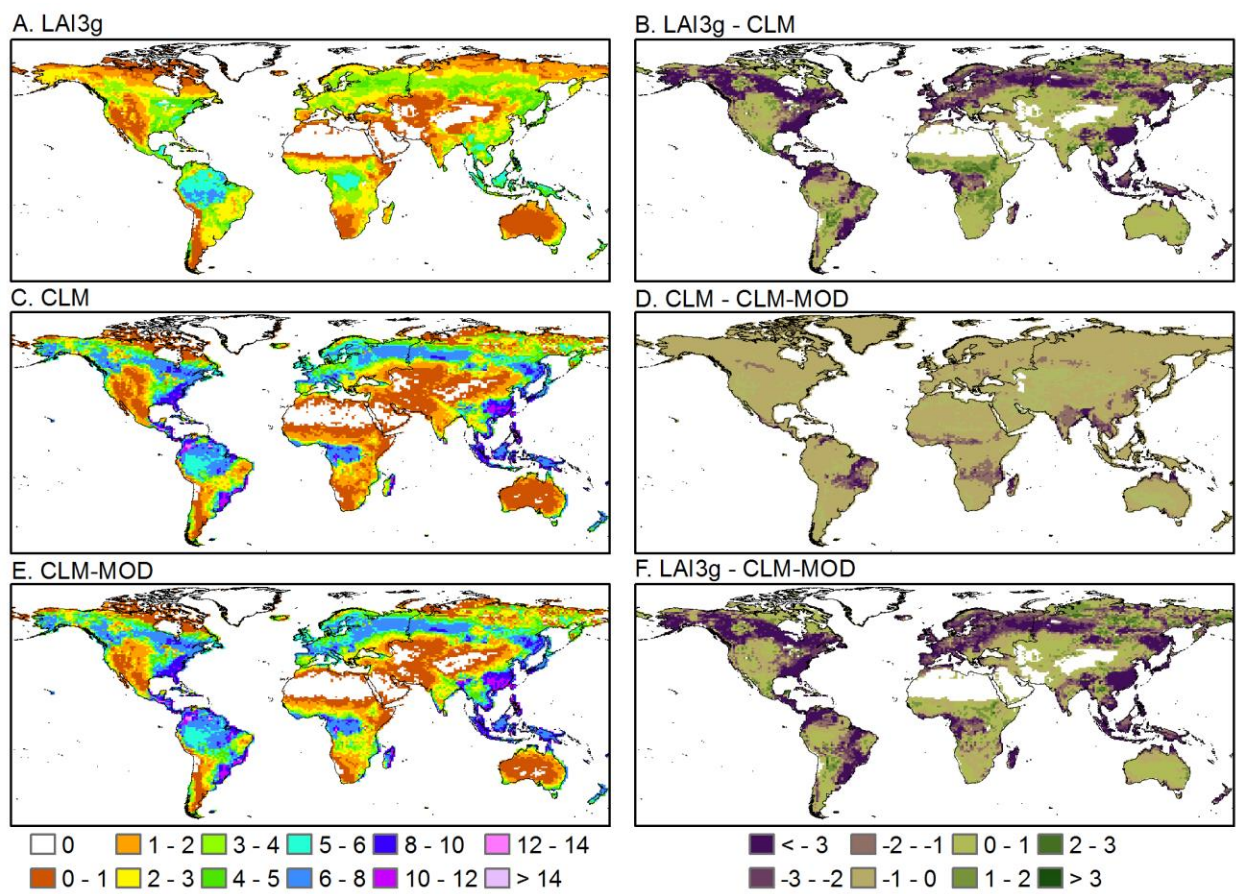 A. LAI3g
B. LAI3g - CLM
C. CLM
D. CLM - CLM-MOD
E. CLM-MOD
F. LAI3g - CLM-MOD
0 1 - 2 3 - 4 5 - 6 8 - 10 12 - 14
0 - 1 2 - 3 4 - 5 6 - 8 10 - 12 > 14
< - 3 -2 - -1 0 - 1 2 - 3
-3 - -2 -1 - 0 1 - 2 > 3